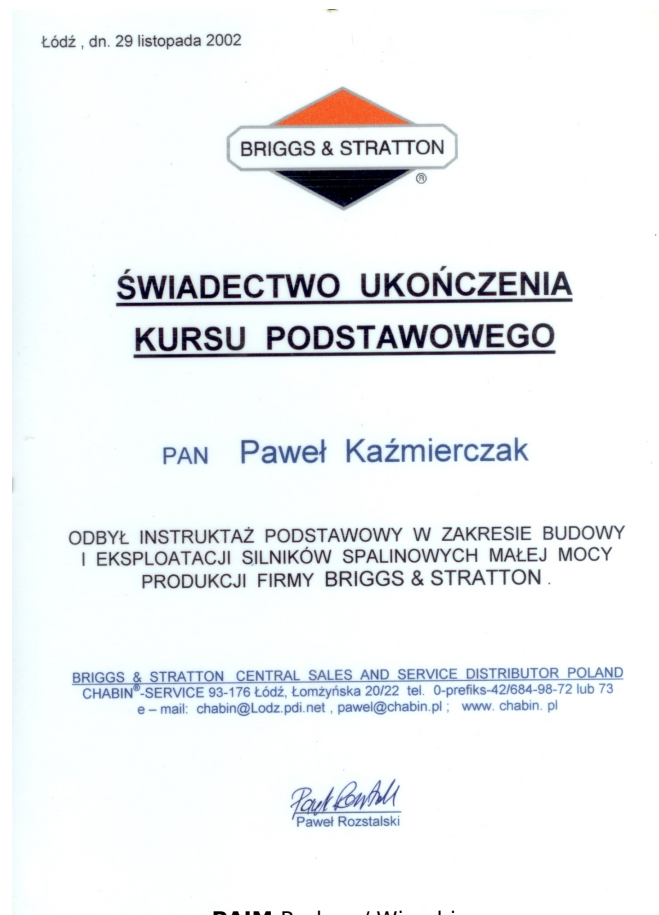 Łódź , dn. 29 listopada 2002
BRIGGS & STRATTON
®
ŚWIADECTWO UKOŃCZENIA
KURSU PODSTAWOWEGO
PAN Paweł Kaźmierczak
ODBYŁ INSTRUKTAŻ PODSTAWOWY W ZAKRESIE BUDOWY
I EKSPLOATACJI SILNIKÓW SPALINOWYCH MAŁEJ MOCY
PRODUKCJI FIRMY BRIGGS & STRATTON .
BRIGGS & STRATTON CENTRAL SALES AND SERVICE DISTRIBUTOR POLAND
CHABIN®-SERVICE 93-176 Łódź, Łomżyńska 20/22 tel. 0-prefiks-42/684-98-72 lub 73
e – mail: chabin@Lodz.pdi.net , pawel@chabin.pl ; www. chabin. pl
Paweł Rozstalski